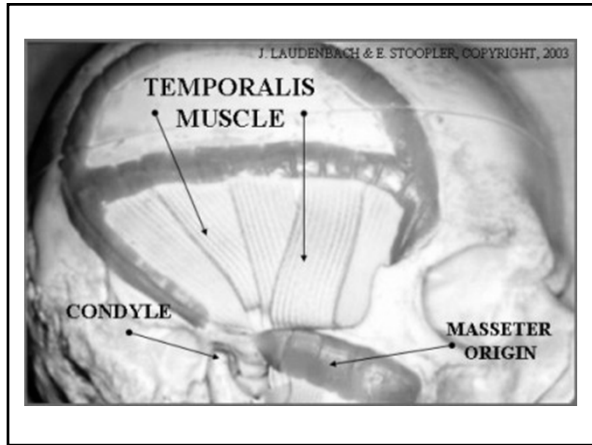 J. LAUDENBACH & E. STOOPLER, COPYRIGHT, 2003
TEMPORALIS
MUSCLE
CONDYLE
MASSETER
ORIGIN